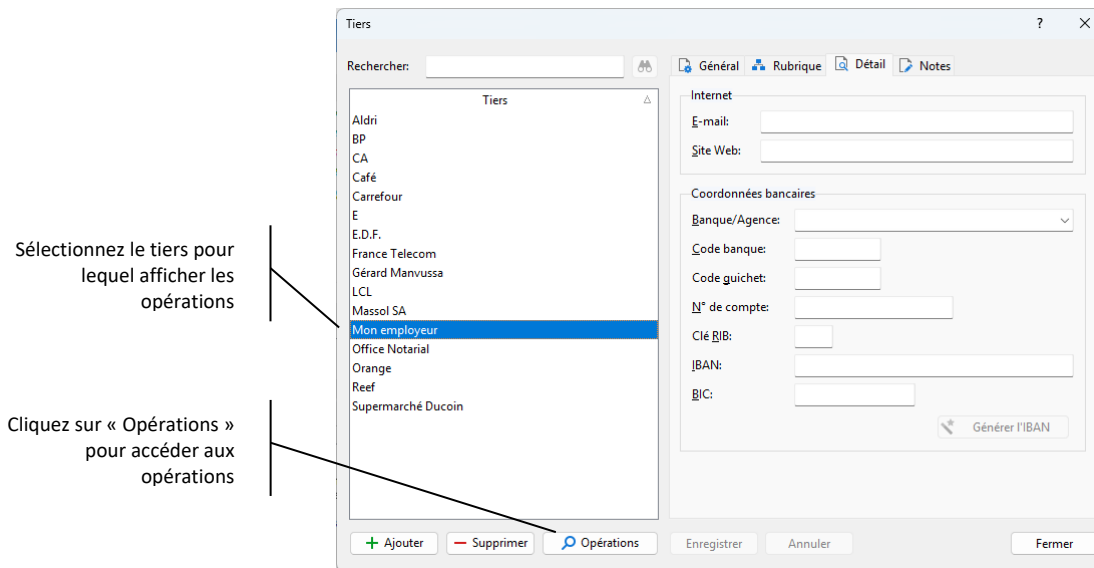 Tiers
?
Rechercher:
Général
Rubrique
Détail
Notes
Tiers
Aldri
BP
CA
Café
Carrefour
E
E.D.F.
France Telecom
Gérard Manvussa
LCL
Massol SA
Mon employeur
Office Notarial
Orange
Reef
Supermarché Ducoin
Internet
E-mail:
Site Web:
Coordonnées bancaires
Banque/Agence:
Code banque:
Code guichet:
N° de compte:
Clé RIB:
IBAN:
BIC:
Générer l'IBAN
Sélectionnez le tiers pour
lequel afficher les
opérations
Cliquez sur « Opérations »
pour accéder aux
opérations
Ajouter
Supprimer
Opérations
Enregistrer
Annuler
Fermer